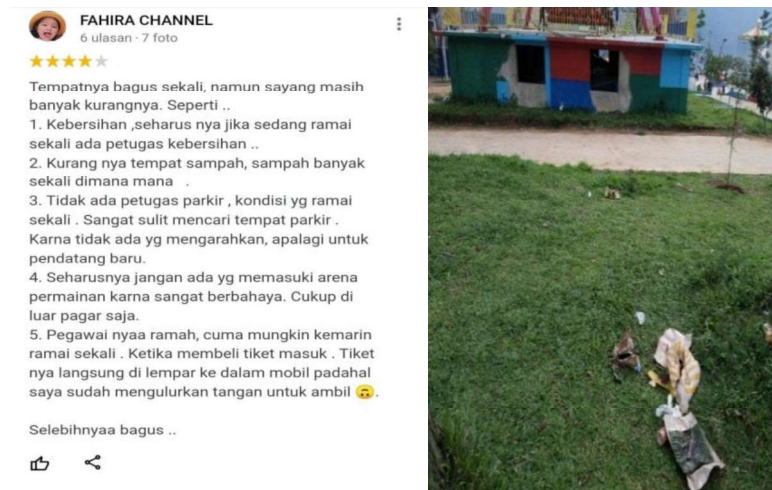 FAHIRA CHANNEL
6 ulasan · 7 foto
Tempatnya bagus sekali, namun sayang masih
banyak kurangnya. Seperti ..
1. Kebersihan ,seharus nya jika sedang ramai
sekali ada petugas kebersihan ..
2. Kurang nya tempat sampah, sampah banyak
sekali dimana mana .
3. Tidak ada petugas parkir , kondisi yg ramai
sekali . Sangat sulit mencari tempat parkir .
Karna tidak ada yg mengarahkan, apalagi untuk
pendatang baru.
4. Seharusnya jangan ada yg memasuki arena
permainan karna sangat berbahaya. Cukup di
luar pagar saja.
5. Pegawai nyaa ramah, cuma mungkin kemarin
ramai sekali . Ketika membeli tiket masuk . Tiket
nya langsung di lempar ke dalam mobil padahal
saya sudah mengulurkan tangan untuk ambil 🙃.
Selebihnyaa bagus ..